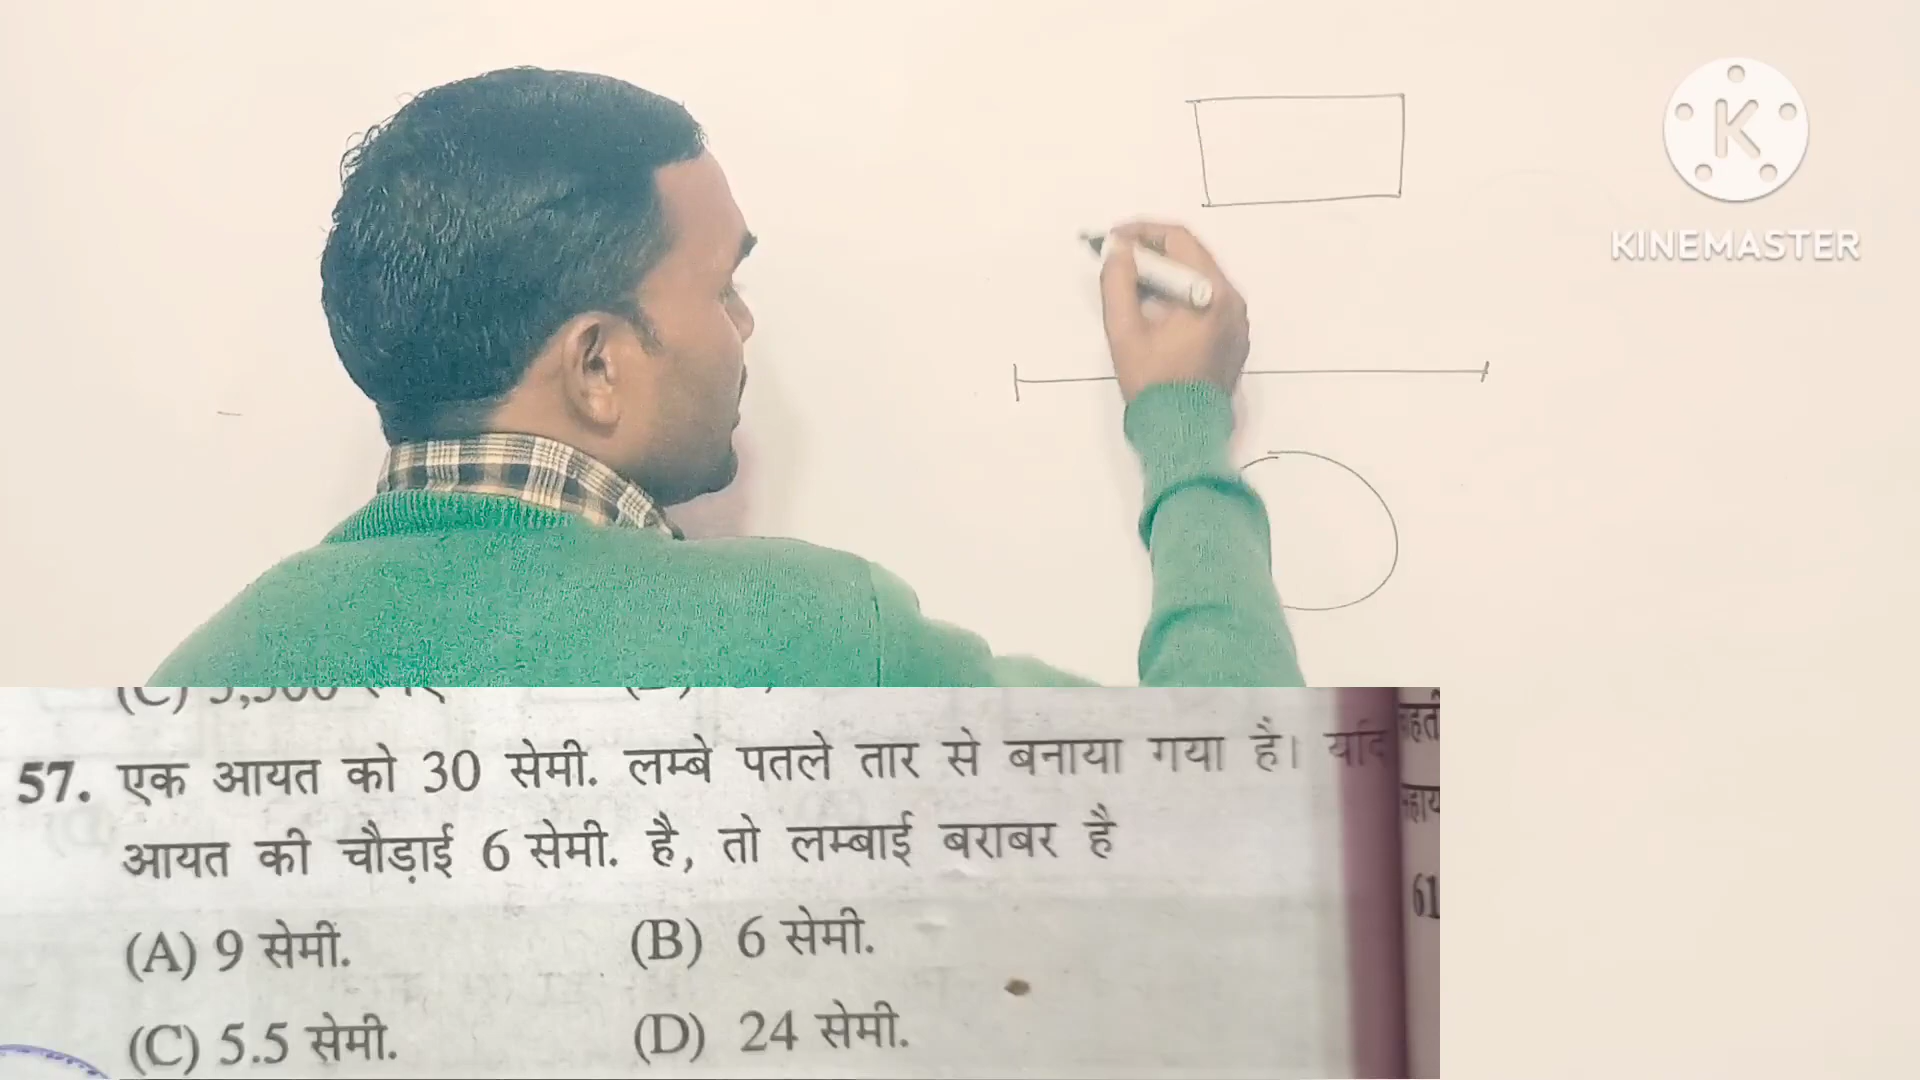 KINEMASTER
57. एक आयत को 30 सेमी. लम्बे पतले तार से बनाया गया है। यदि
आयत की चौड़ाई 6 सेमी. है, तो लम्बाई बराबर है
(A) 9 सेमी. (B) 6 सेमी.
(C) 5.5 सेमी. (D) 24 सेमी.
61